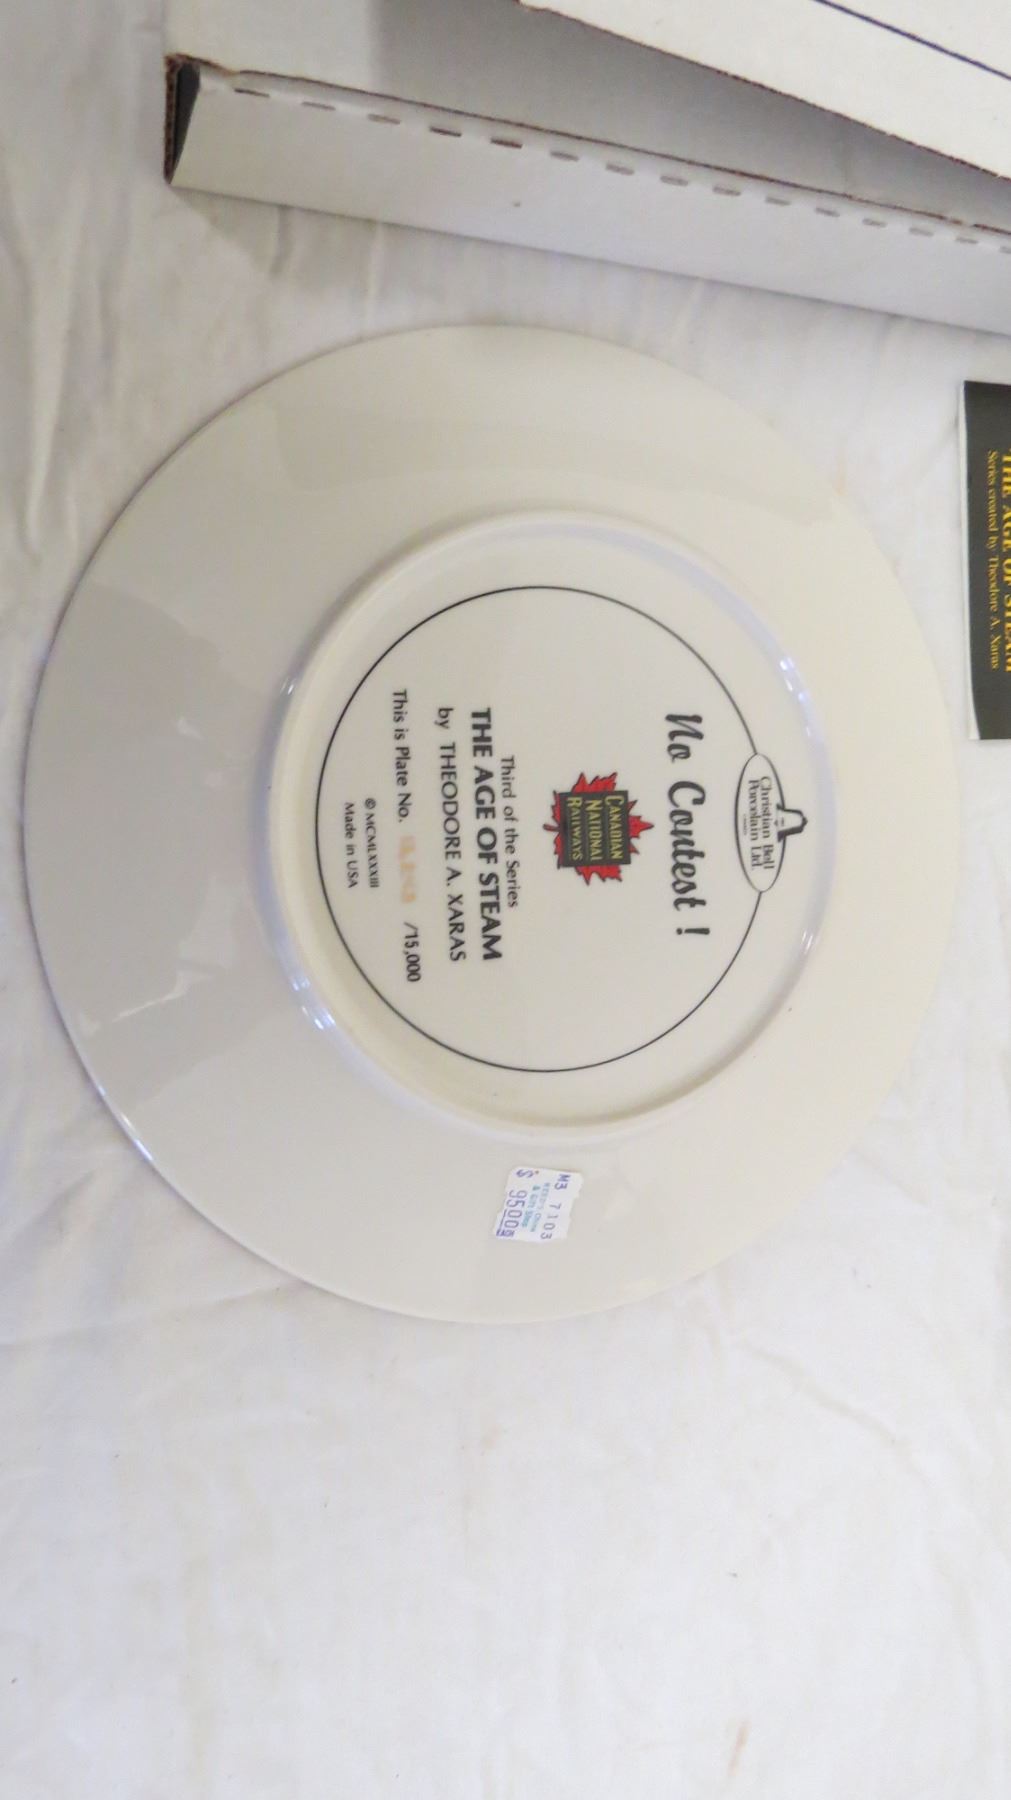 Christian Bell
Porcelain Ltd.
No Contest!
CANADIAN
NATIONAL
RAILWAYS
Third of the Series
THE AGE OF STEAM
by THEODORE A. XARAS
This is Plate No. /15,000
© MCMLXXXIII
Made in USA
M3 7103
& Gift Shop
$ 95.00
THE AGE OF STEAM
Series created by Theodore A. Xaras